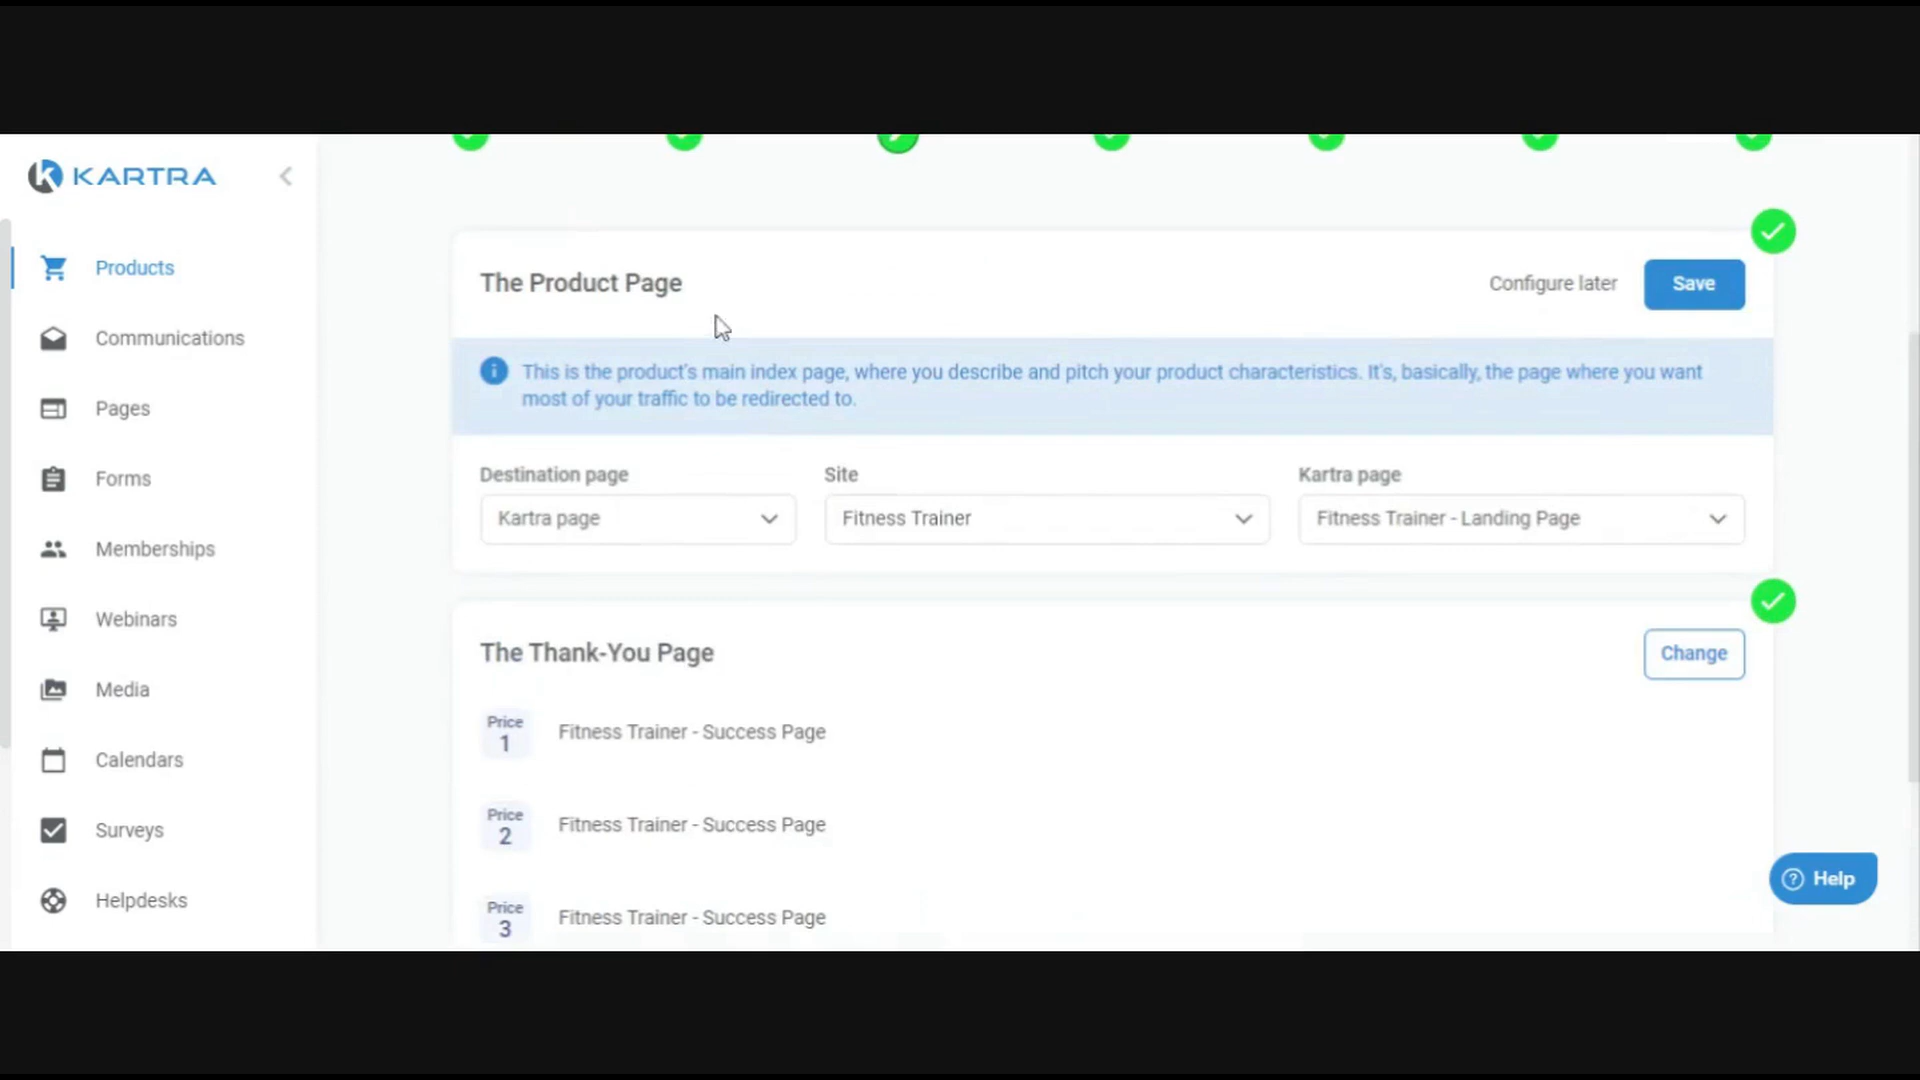 KARTRA
Products
Communications
Pages
Forms
Memberships
Webinars
Media
Calendars
Surveys
Helpdesks
The Product Page
Configure later
Save
This is the product's main index page, where you describe and pitch your product characteristics. It's, basically, the page where you want
most of your traffic to be redirected to.
Destination page
Site
Kartra page
Kartra page
Fitness Trainer
Fitness Trainer - Landing Page
The Thank-You Page
Change
Price
1
Fitness Trainer - Success Page
Price
2
Fitness Trainer - Success Page
Price
3
Fitness Trainer - Success Page
Help